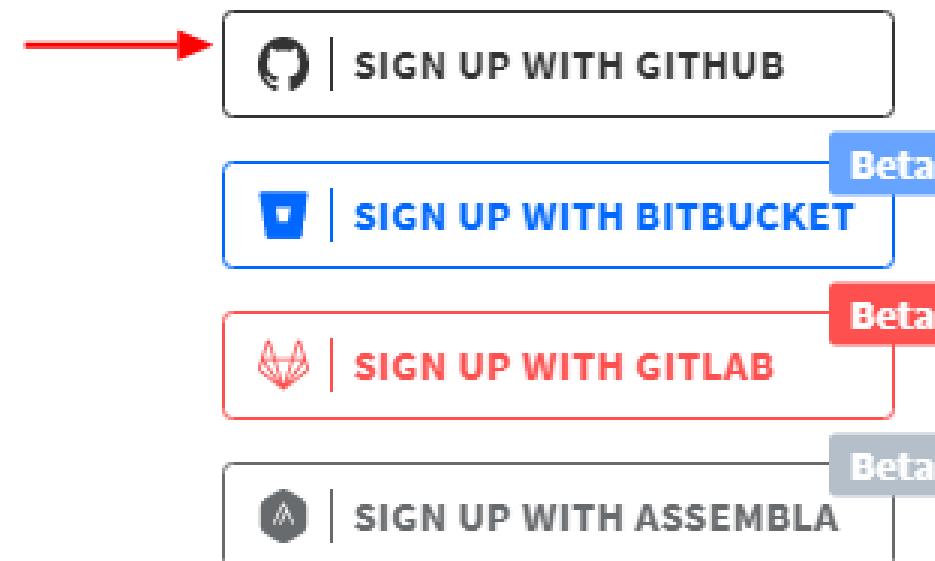 SIGN UP WITH GITHUB
Beta
SIGN UP WITH BITBUCKET
Beta
SIGN UP WITH GITLAB
Beta
SIGN UP WITH ASSEMBLA